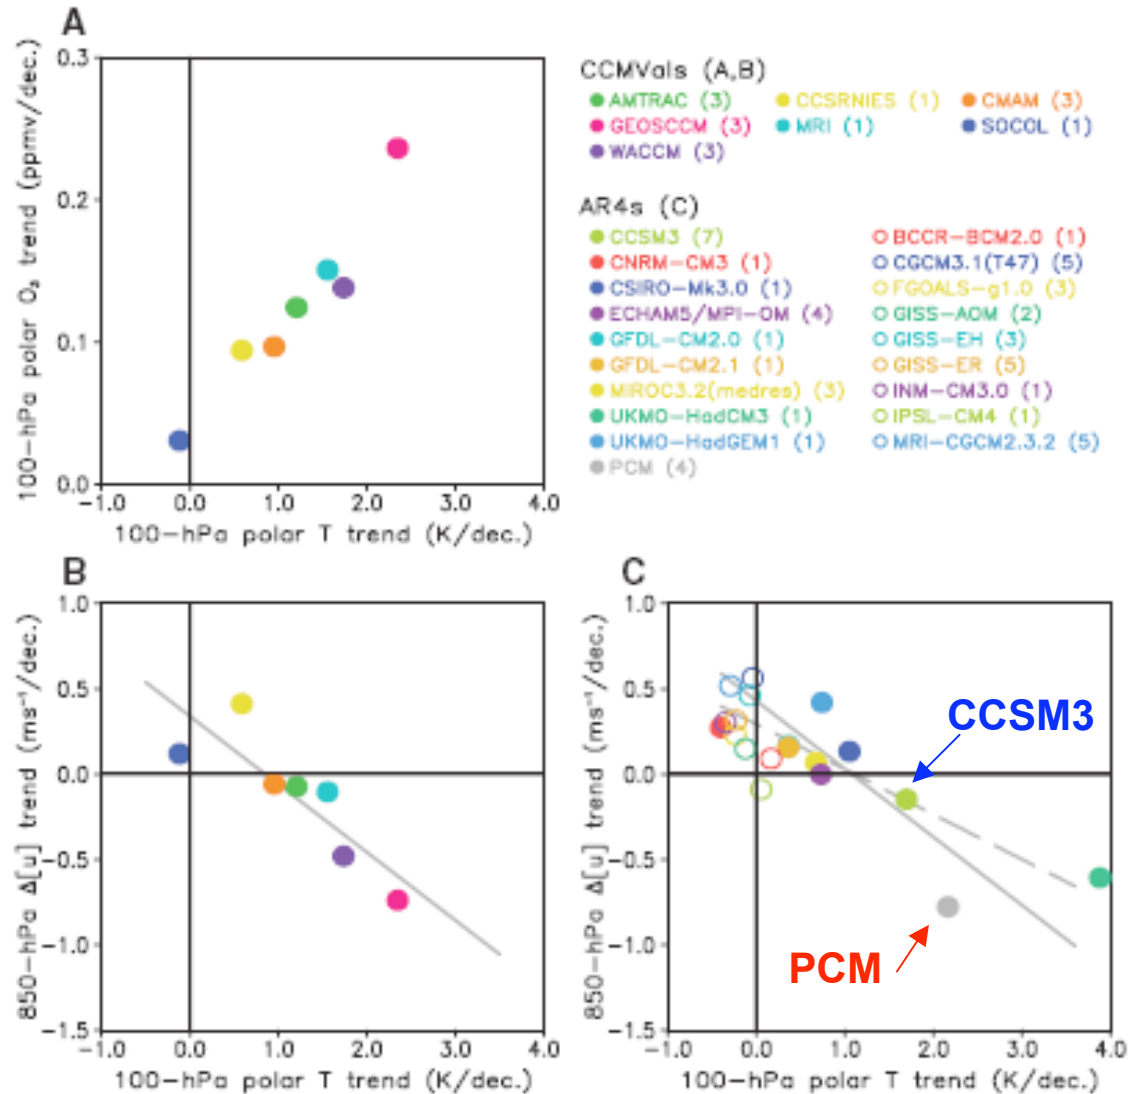 A
0.3
0.2
0.1
0.0
−1.0 0.0 1.0 2.0 3.0 4.0
100−hPa polar O₃ trend (ppmv/dec.)
100−hPa polar T trend (K/dec.)
CCMVals (A,B)
AMTRAC (3) CCSRNIES (1) CMAM (3)
GEOSCCM (3) MRI (1) SOCOL (1)
WACCM (3)
AR4s (C)
CCSM3 (7) BCCR−BCM2.0 (1)
CNRM−CM3 (1) CGCM3.1(T47) (5)
CSIRO−Mk3.0 (1) FGOALS−g1.0 (3)
ECHAM5/MPI−OM (4) GISS−AOM (2)
GFDL−CM2.0 (1) GISS−EH (3)
GFDL−CM2.1 (1) GISS−ER (5)
MIROC3.2(medres) (3) INM−CM3.0 (1)
UKMO−HadCM3 (1) IPSL−CM4 (1)
UKMO−HadGEM1 (1) MRI−CGCM2.3.2 (5)
PCM (4)
B
1.0
0.5
0.0
−0.5
−1.0
−1.5
−1.0 0.0 1.0 2.0 3.0 4.0
850−hPa Δ[u] trend (ms⁻¹/dec.)
100−hPa polar T trend (K/dec.)
C
1.0
0.5
0.0
−0.5
−1.0
−1.5
−1.0 0.0 1.0 2.0 3.0 4.0
850−hPa Δ[u] trend (ms⁻¹/dec.)
100−hPa polar T trend (K/dec.)
CCSM3
PCM